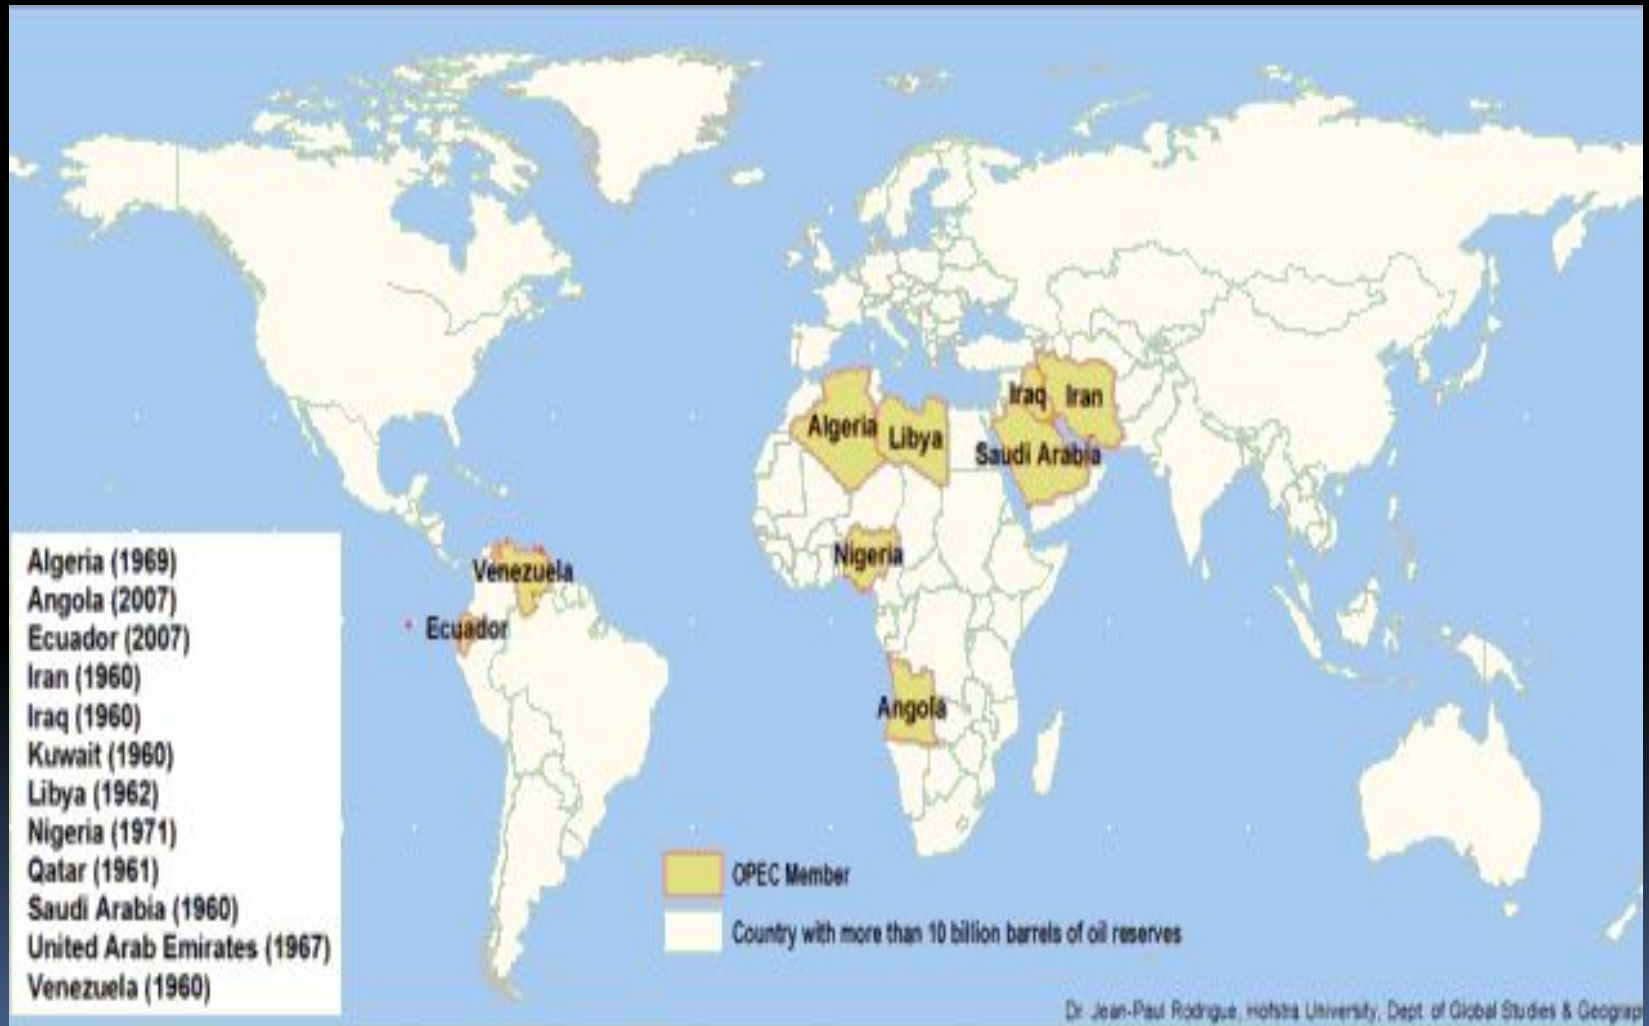 Iraq
Iran
Algeria
Libya
Saudi Arabia
Nigeria
Venezuela
Ecuador
Angola
Algeria (1969)
Angola (2007)
Ecuador (2007)
Iran (1960)
Iraq (1960)
Kuwait (1960)
Libya (1962)
Nigeria (1971)
Qatar (1961)
Saudi Arabia (1960)
United Arab Emirates (1967)
Venezuela (1960)
OPEC Member
Country with more than 10 billion barrels of oil reserves
Dr. Jean-Paul Rodrigue, Hofstra University, Dept. of Global Studies & Geograp